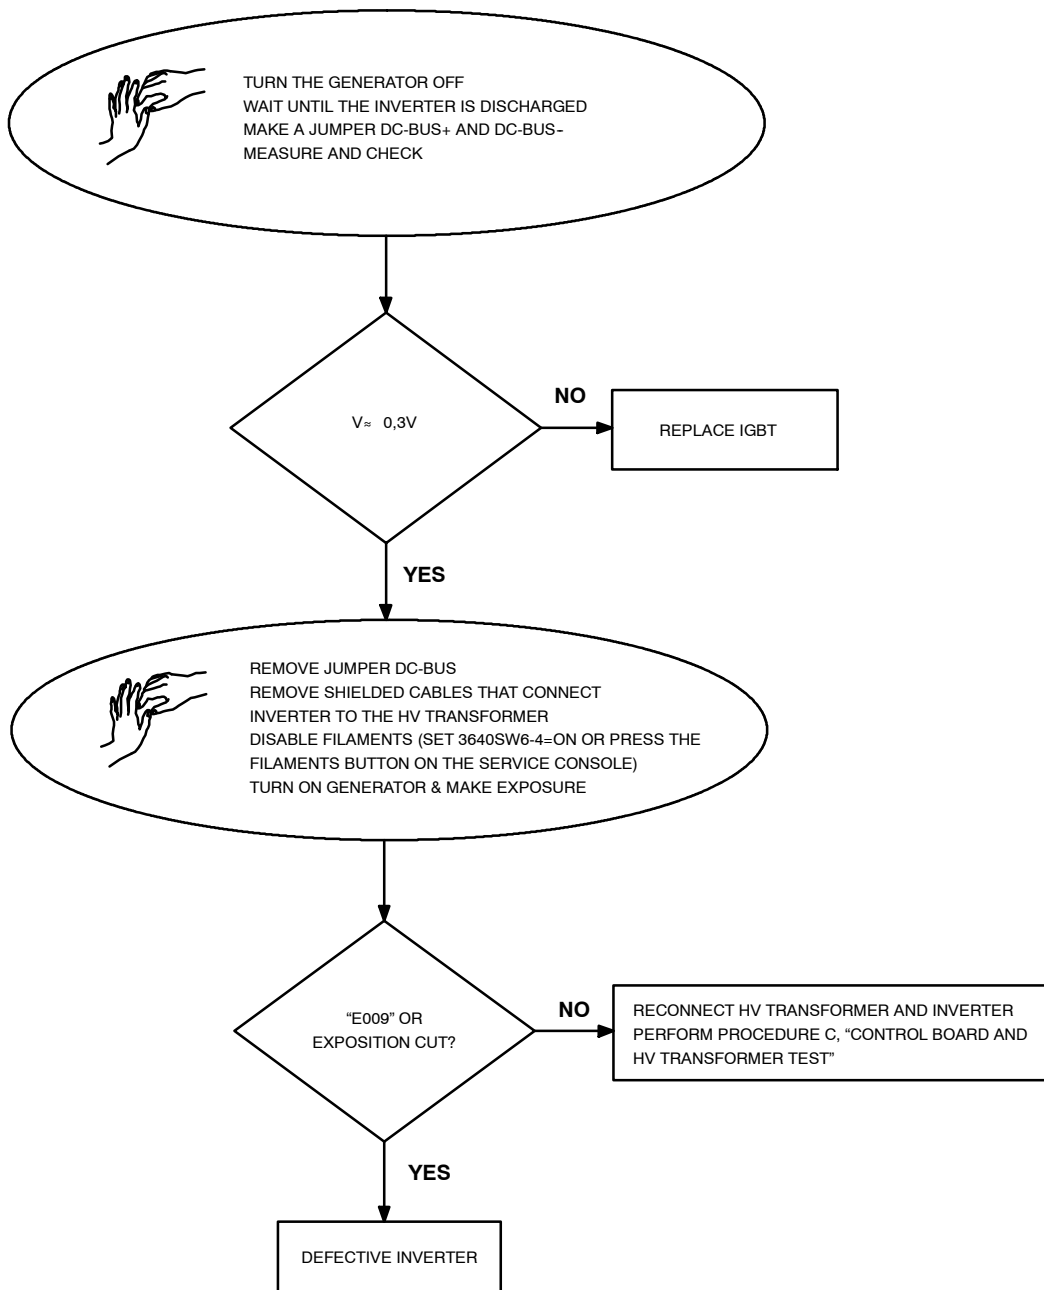 TURN THE GENERATOR OFF
WAIT UNTIL THE INVERTER IS DISCHARGED
MAKE A JUMPER DC-BUS+ AND DC-BUS-
MEASURE AND CHECK
V≈ 0,3V
NO
REPLACE IGBT
YES
REMOVE JUMPER DC-BUS
REMOVE SHIELDED CABLES THAT CONNECT
INVERTER TO THE HV TRANSFORMER
DISABLE FILAMENTS (SET 3640SW6-4=ON OR PRESS THE
FILAMENTS BUTTON ON THE SERVICE CONSOLE)
TURN ON GENERATOR & MAKE EXPOSURE
“E009” OR
EXPOSITION CUT?
NO
RECONNECT HV TRANSFORMER AND INVERTER
PERFORM PROCEDURE C, “CONTROL BOARD AND
HV TRANSFORMER TEST”
YES
DEFECTIVE INVERTER